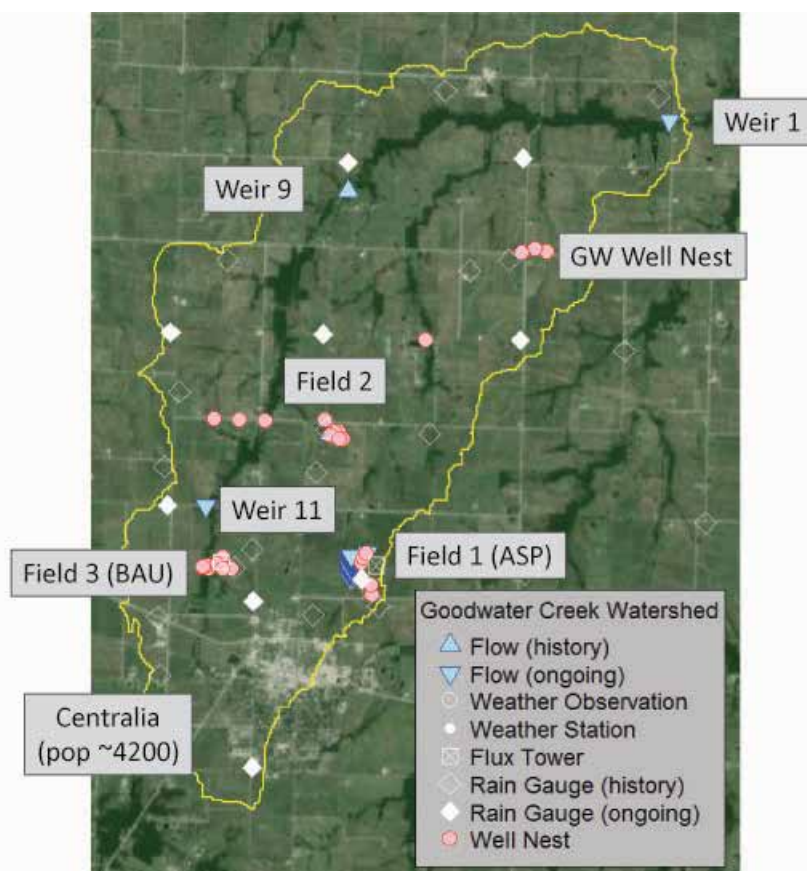 Weir 1
Weir 9
GW Well Nest
Field 2
Weir 11
Field 3 (BAU)
Field 1 (ASP)
Centralia
(pop ~4200)
Goodwater Creek Watershed
Flow (history)
Flow (ongoing)
Weather Observation
Weather Station
Flux Tower
Rain Gauge (history)
Rain Gauge (ongoing)
Well Nest